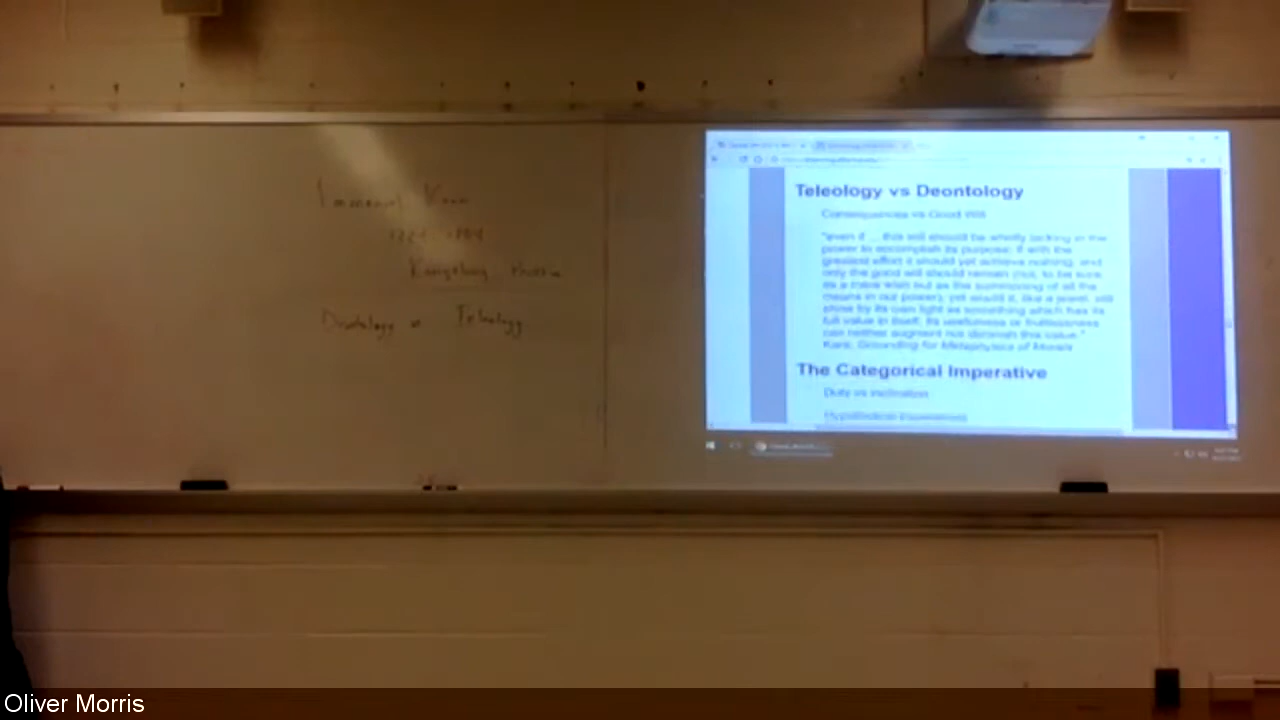 Immanuel Kant
1724 - 1804
Konigsberg Prussia
Deontology vs Teleology
Teleology vs Deontology
Consequences vs Good Will
"even if ... this will should be wholly lacking in the
power to accomplish its purpose; if with the
greatest effort it should yet achieve nothing, and
only the good will should remain (not, to be sure,
as a mere wish but as the summoning of all the
means in our power), yet would it, like a jewel, still
shine by its own light as something which has its
full value in itself. Its usefulness or fruitlessness
can neither augment nor diminish this value."
Kant, Grounding for Metaphysics of Morals
The Categorical Imperative
Duty vs Inclination
Hypothetical Imperatives
Oliver Morris